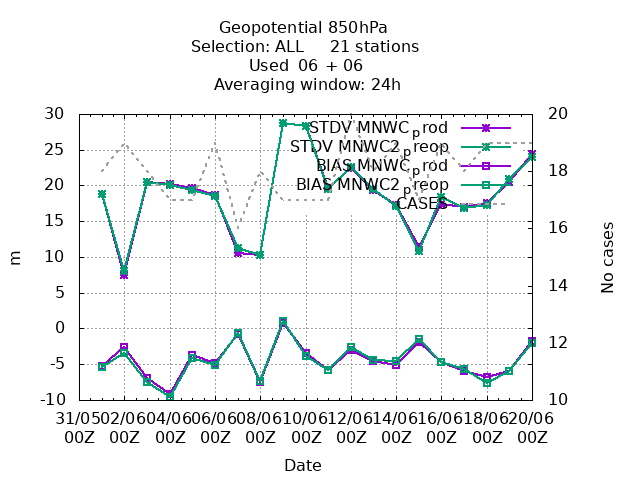 Geopotential 850hPa
Selection: ALL 21 stations
Used 06 + 06
Averaging window: 24h
30 20
STDV MNWC_prod
STDV MNWC2_preop
BIAS MNWC_prod
BIAS MNWC2_preop
CASES
25
20 18
15 16
10
5 14
0 12
-5
-10 10
m
No cases
31/05 02/06 04/06 06/06 08/06 10/06 12/06 14/06 16/06 18/06 20/06
00Z 00Z 00Z 00Z 00Z 00Z 00Z 00Z 00Z 00Z 00Z
Date